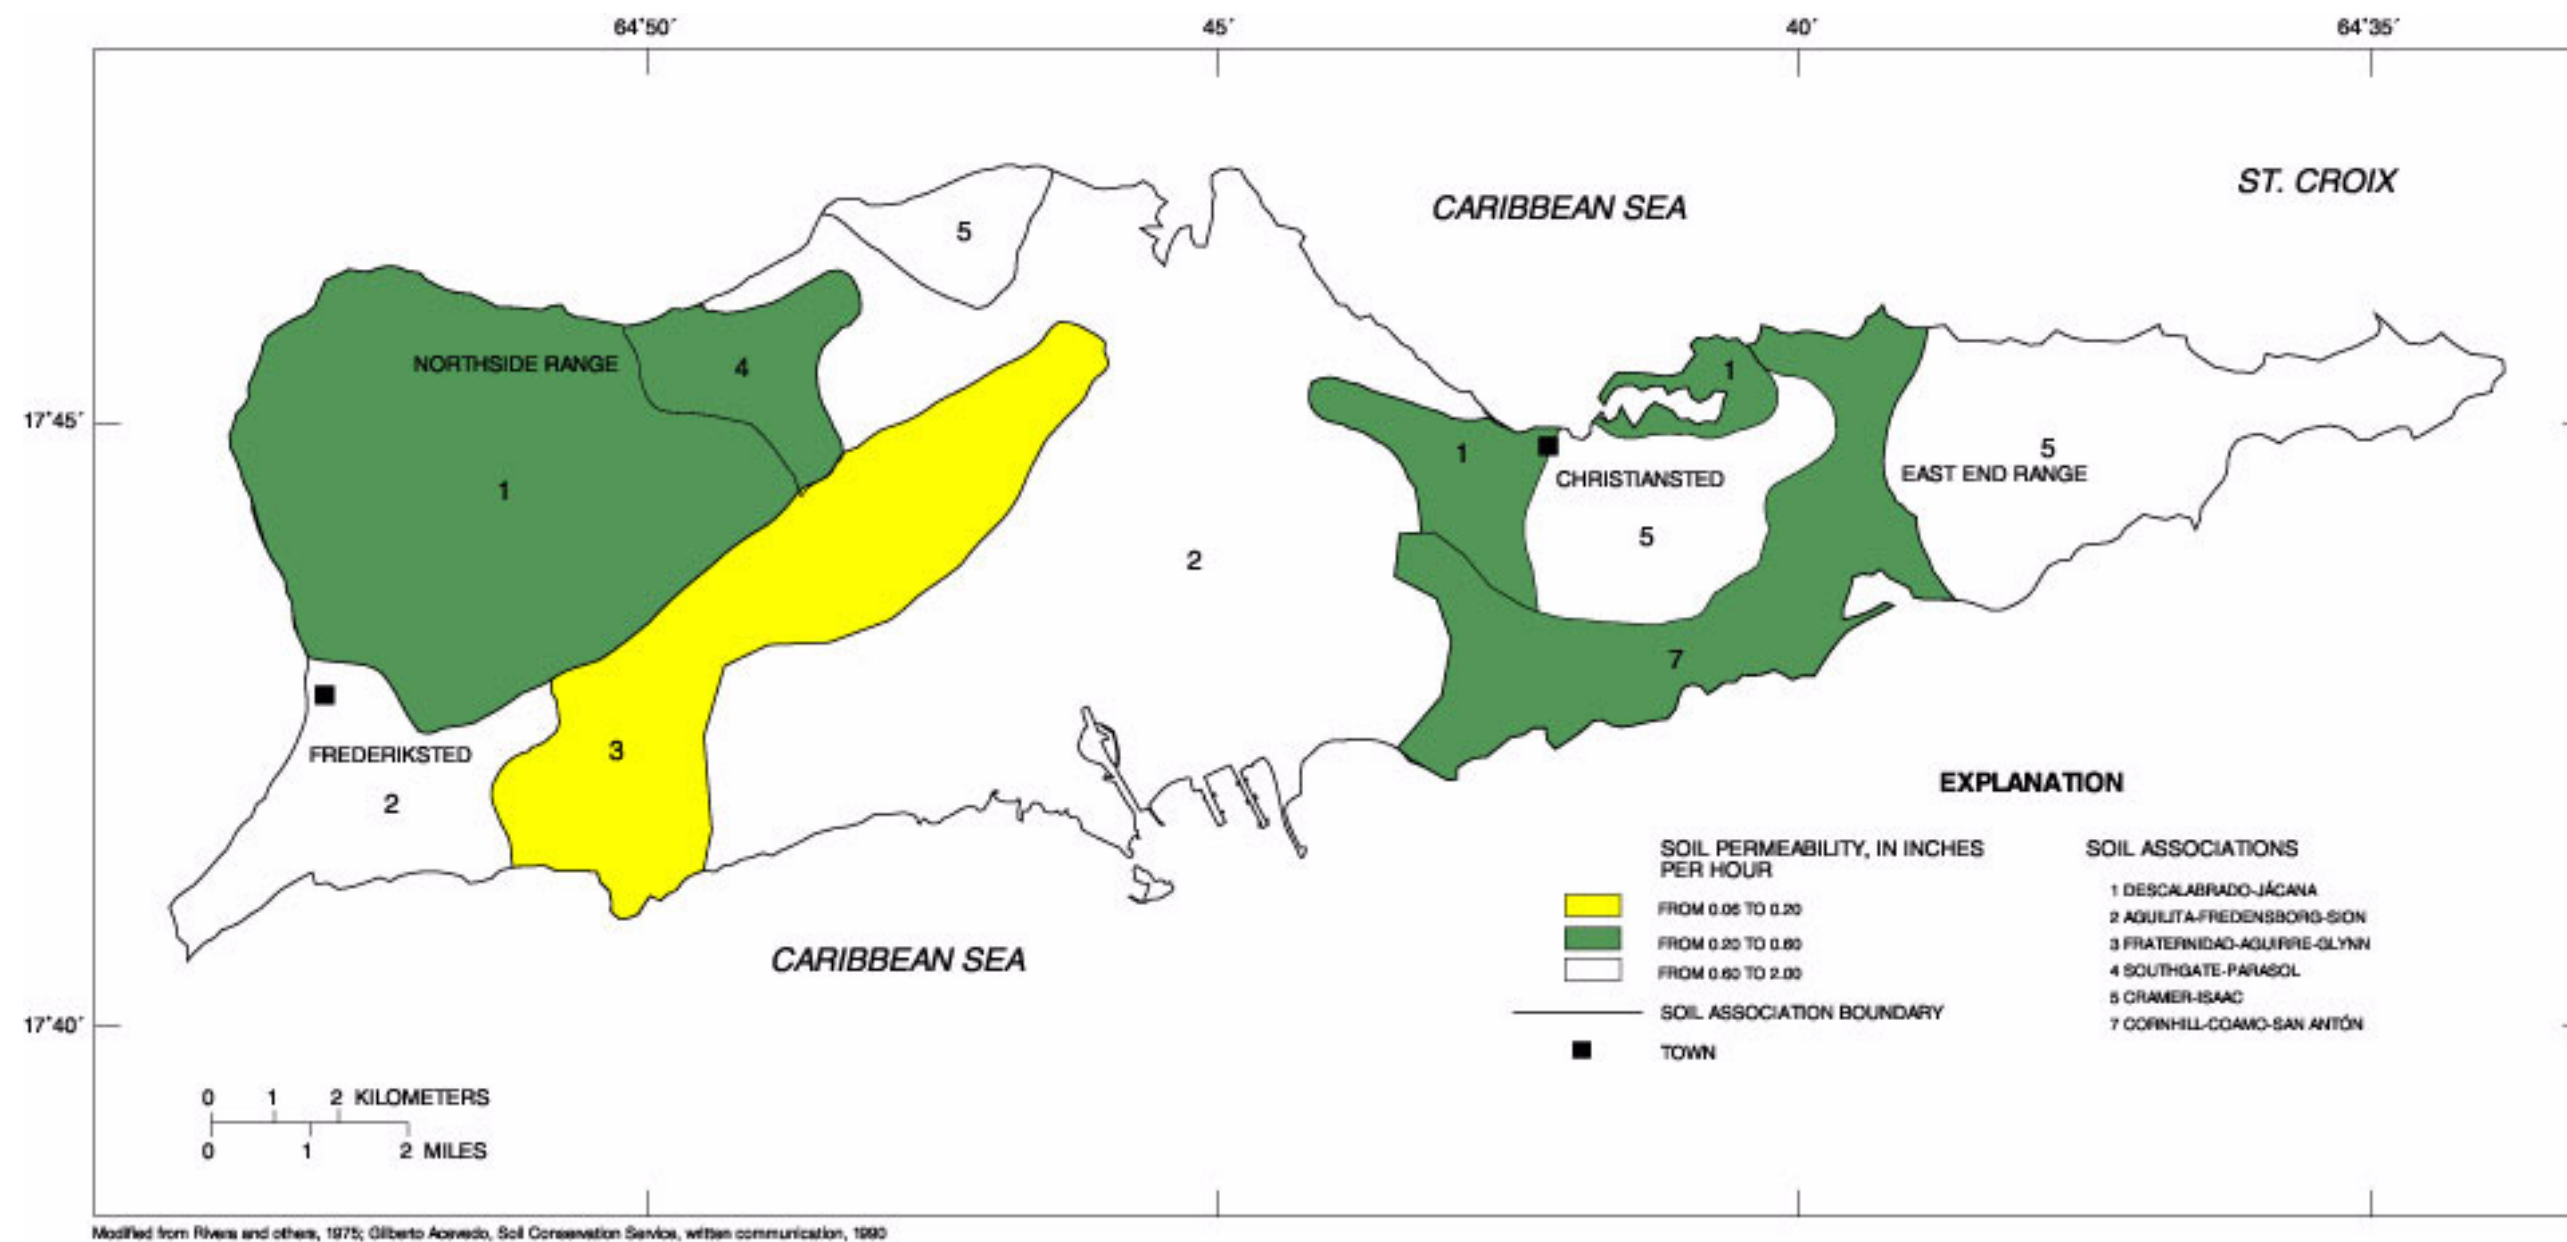 64°50′ 45′ 40′ 64°35′
ST. CROIX
CARIBBEAN SEA
5
NORTHSIDE RANGE
4
1
17°45′
1
1
5
CHRISTIANSTED
EAST END RANGE
1
5
2
7
3
FREDERIKSTED
2
EXPLANATION
SOIL PERMEABILITY, IN INCHES
PER HOUR
FROM 0.06 TO 0.20
FROM 0.20 TO 0.60
FROM 0.60 TO 2.00
SOIL ASSOCIATION BOUNDARY
TOWN
SOIL ASSOCIATIONS
1 DESCALABRADO-JÁCANA
2 AGUILITA-FREDENSBORG-SION
3 FRATERNIDAD-AGUIRRE-GLYNN
4 SOUTHGATE-PARASOL
5 CRAMER-ISAAC
7 CORNHILL-COAMO-SAN ANTÓN
CARIBBEAN SEA
17°40′
0 1 2 KILOMETERS
0 1 2 MILES
Modified from Rivera and others, 1975; Gilberto Acevedo, Soil Conservation Service, written communication, 1990